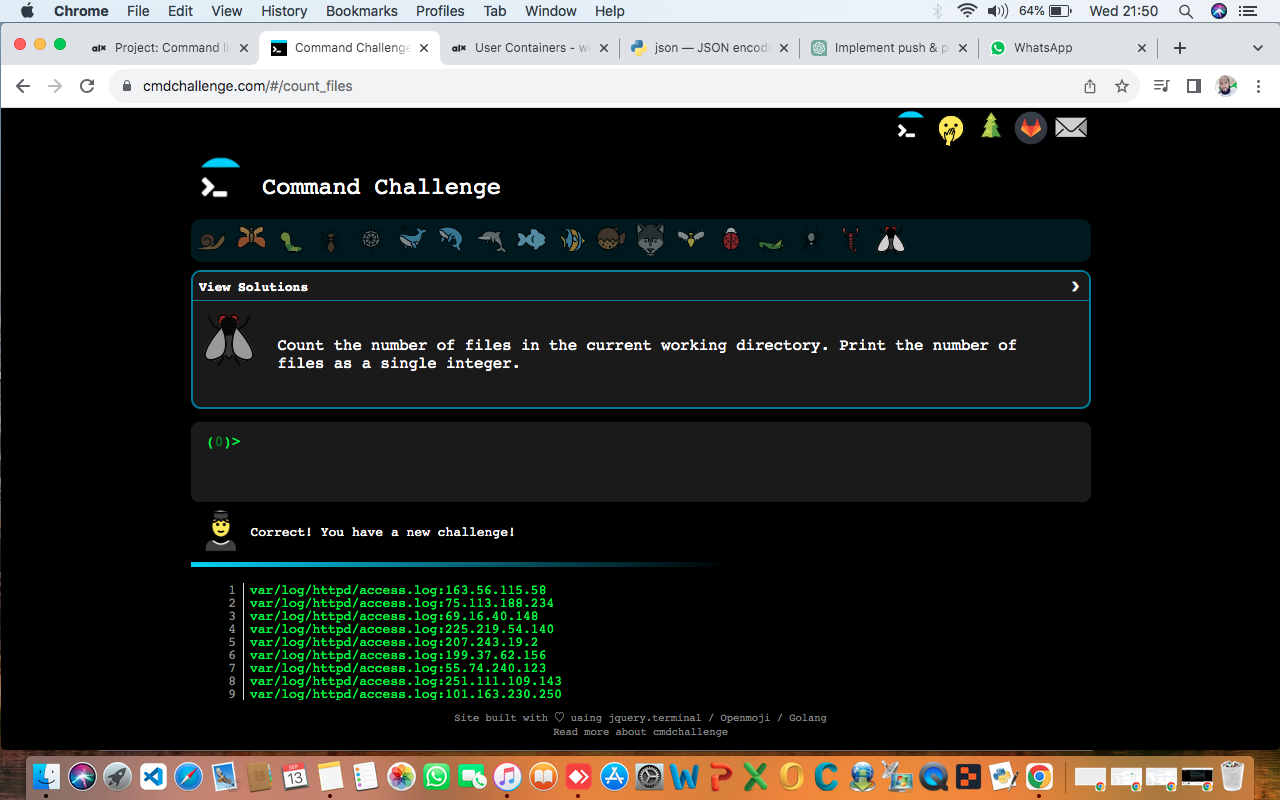 Chrome File Edit View History Bookmarks Profiles Tab Window Help 64% Wed 21:50
Project: Command li Command Challenge User Containers - w json — JSON encode Implement push & p WhatsApp
cmdchallenge.com/#/count_files
Command Challenge
View Solutions
Count the number of files in the current working directory. Print the number of
files as a single integer.
(0)>
Correct! You have a new challenge!
1 var/log/httpd/access.log:163.56.115.58
2 var/log/httpd/access.log:75.113.188.234
3 var/log/httpd/access.log:69.16.40.148
4 var/log/httpd/access.log:225.219.54.140
5 var/log/httpd/access.log:207.243.19.2
6 var/log/httpd/access.log:199.37.62.156
7 var/log/httpd/access.log:55.74.240.123
8 var/log/httpd/access.log:251.111.109.143
9 var/log/httpd/access.log:101.163.230.250
Site built with ♡ using jquery.terminal / Openmoji / Golang
Read more about cmdchallenge
SEP
13